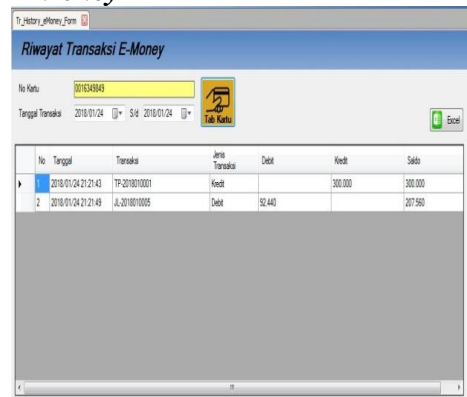 Tr_History_eMoney_Form
Riwayat Transaksi E-Money
No Kartu 0016349849
Tanggal Transaksi 2018/01/24 S/d 2018/01/24
Tab Kartu
Excel
No Tanggal Transaksi Jenis Transaksi Debit Kredit Saldo
1 2018/01/24 21:21:43 TP-2018010001 Kredit 300.000 300.000
2 2018/01/24 21:21:49 JL-2018010005 Debit 92.440 207.560